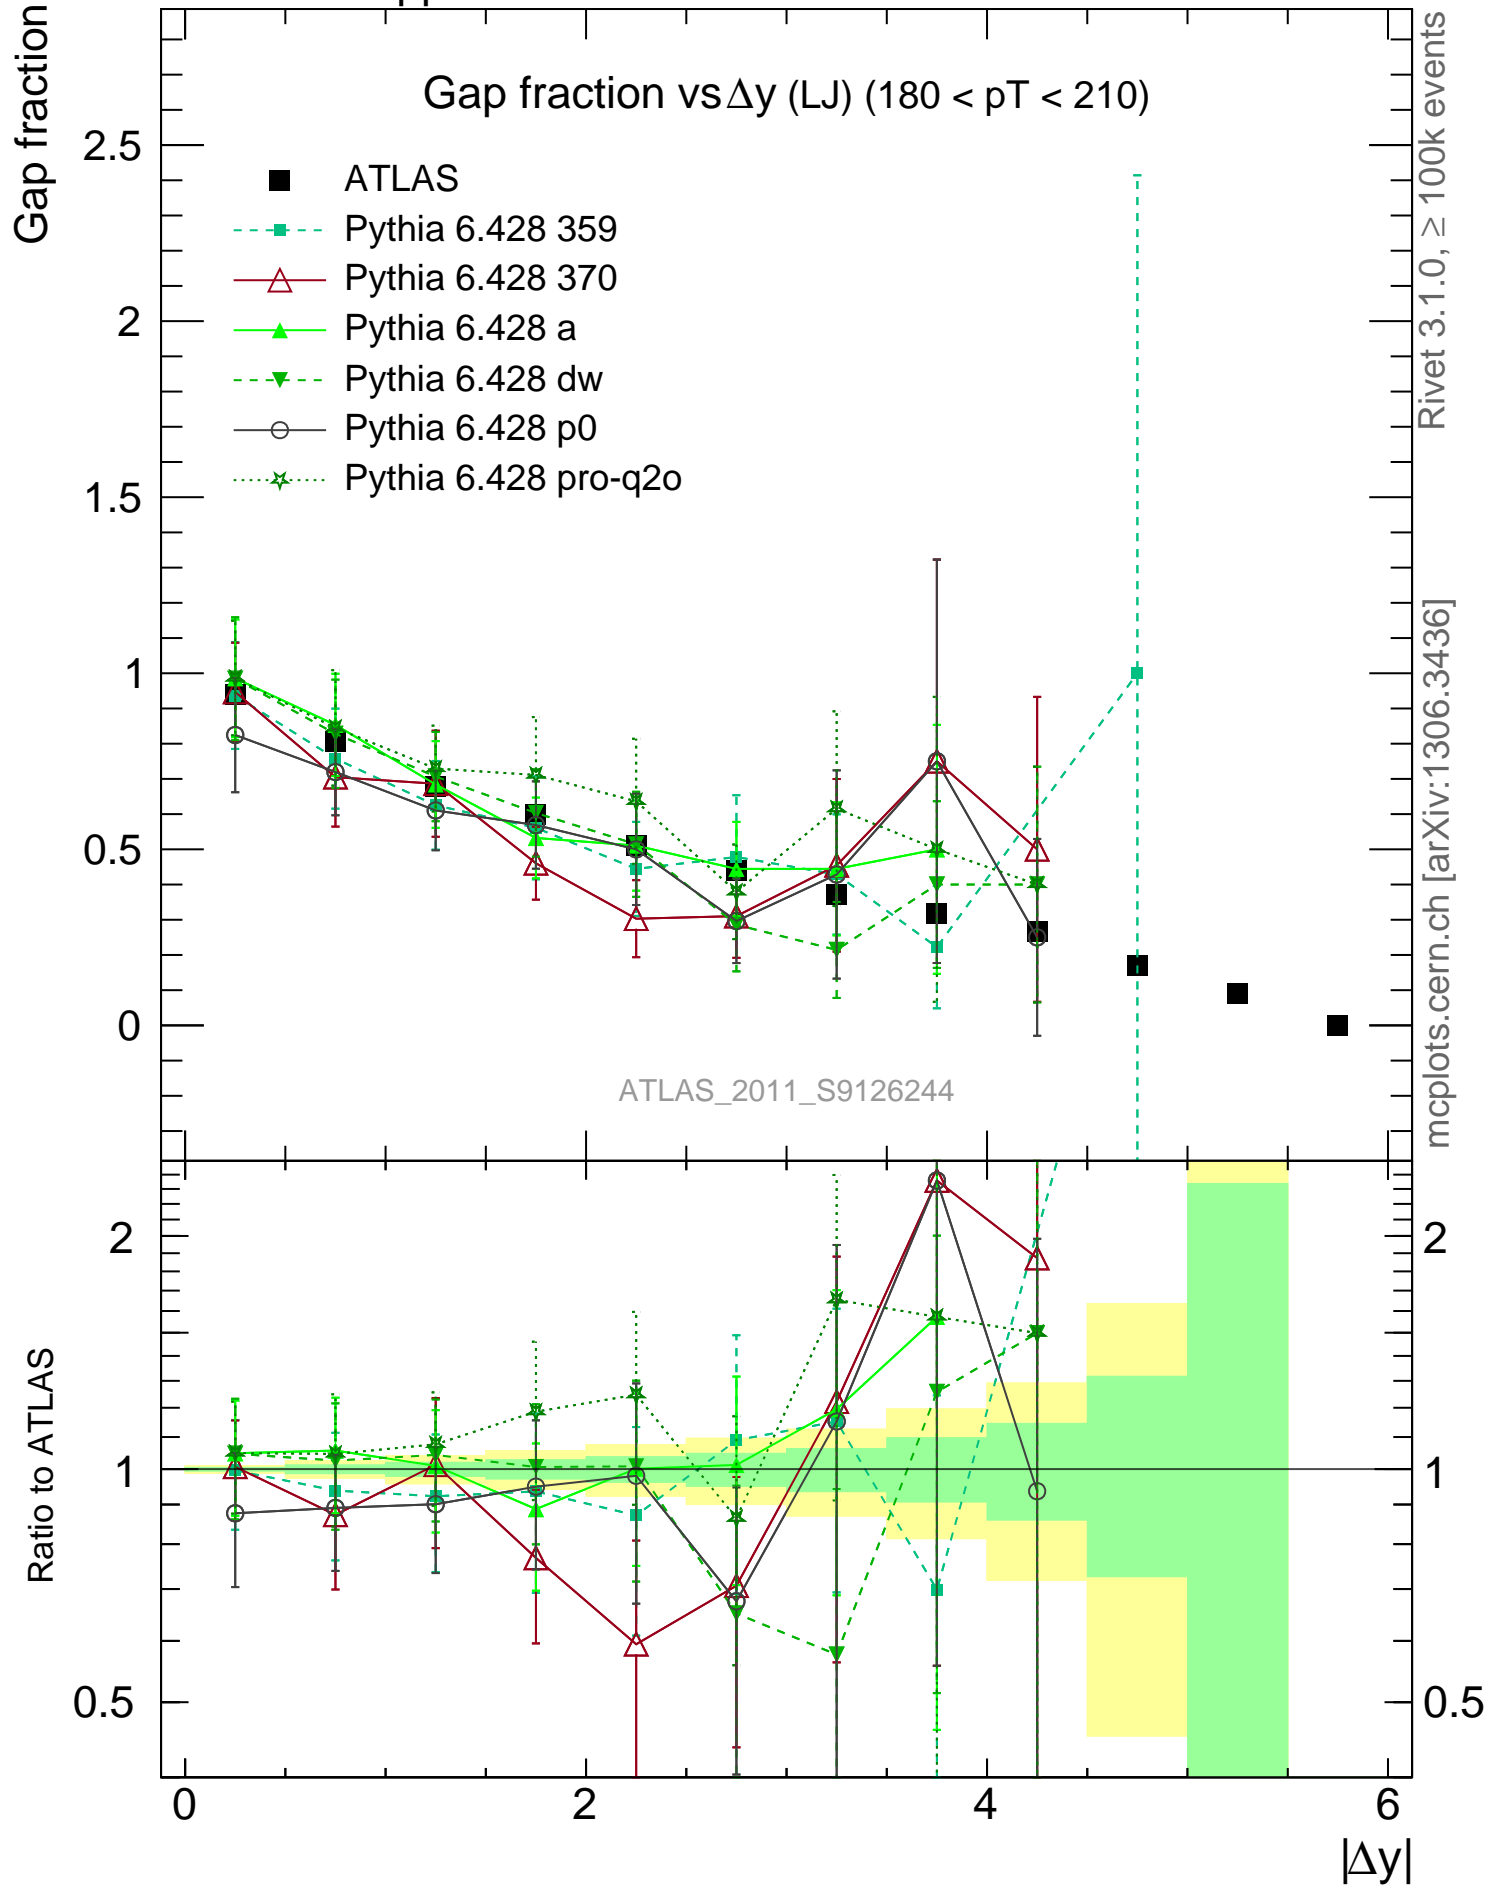 pp
Gap fraction
Gap fraction vs Δy (LJ) (180 < pT < 210)
ATLAS
Pythia 6.428 359
Pythia 6.428 370
Pythia 6.428 a
Pythia 6.428 dw
Pythia 6.428 p0
Pythia 6.428 pro-q2o
2.5
2
1.5
1
0.5
0
Rivet 3.1.0, ≥ 100k events
mcplots.cern.ch [arXiv:1306.3436]
ATLAS_2011_S9126244
Ratio to ATLAS
2
1
0.5
2
1
0.5
0
2
4
6
|Δy|